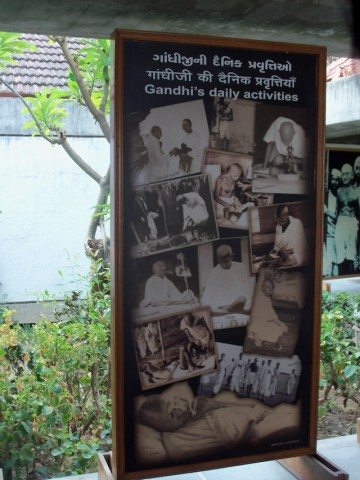 ગાંધીજીની દૈનિક પ્રવૃત્તિઓ
गांधीजी की दैनिक प्रवृत्तियाँ
Gandhi's daily activities